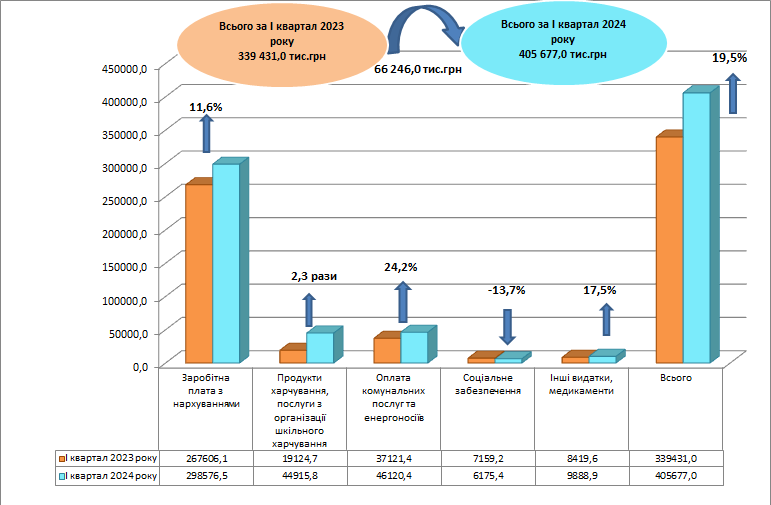 Всього за І квартал 2023
року
339 431,0 тис.грн
Всього за І квартал 2024
року
405 677,0 тис.грн
66 246,0 тис.грн
19,5%
11,6%
2,3 рази
24,2%
-13,7%
17,5%
450000,0
400000,0
350000,0
300000,0
250000,0
200000,0
150000,0
100000,0
50000,0
0,0
Заробітна
плата з
нархуваннями
Продукти
харчування,
послуги з
організації
шкільного
харчування
Оплата
комунальних
послуг та
енергоносіїв
Соціальне
забезпечення
Інші видатки,
медикаменти
Всього
І квартал 2023 року 267606,1 19124,7 37121,4 7159,2 8419,6 339431,0
І квартал 2024 року 298576,5 44915,8 46120,4 6175,4 9888,9 405677,0